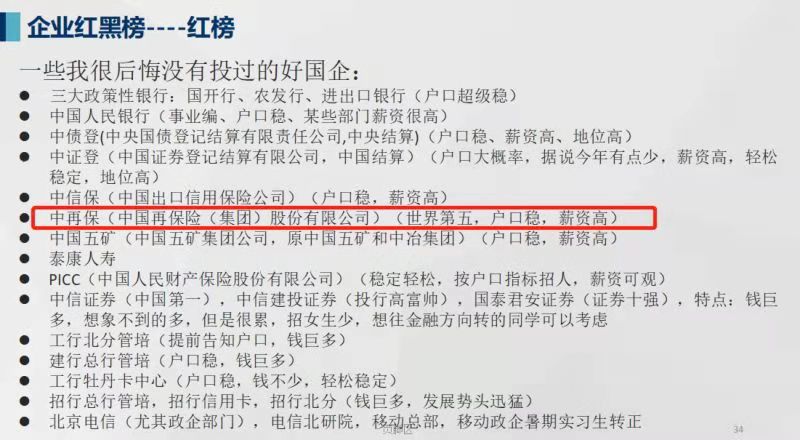 企业红黑榜----红榜
一些我很后悔没有投过的好国企：
● 三大政策性银行：国开行、农发行、进出口银行（户口超级稳）
● 中国人民银行（事业编、户口稳、某些部门薪资很高）
● 中债登(中央国债登记结算有限责任公司,中央结算)（户口稳、薪资高、地位高）
● 中证登（中国证券登记结算有限公司，中国结算）（户口大概率，据说今年有点少，薪资高，轻松
稳定，地位高）
● 中信保（中国出口信用保险公司）（户口稳，薪资高）
● 中再保（中国再保险（集团）股份有限公司）（世界第五，户口稳，薪资高）
● 中国五矿（中国五矿集团公司，原中国五矿和中冶集团）（户口稳，薪资高）
● 泰康人寿
● PICC（中国人民财产保险股份有限公司）（稳定轻松，按户口指标招人，薪资可观）
● 中信证券（中国第一），中信建投证券（投行高富帅），国泰君安证券（证券十强），特点：钱巨
多，想象不到的多，但是很累，招女生少，想往金融方向转的同学可以考虑
● 工行北分管培（提前告知户口，钱巨多）
● 建行总行管培（户口稳，钱巨多）
● 工行牡丹卡中心（户口稳，钱不少，轻松稳定）
● 招行总行管培，招行信用卡，招行北分（钱巨多，发展势头迅猛）
● 北京电信（尤其政企部门），电信北研院，移动总部，移动政企暑期实习生转正
页脚区
34